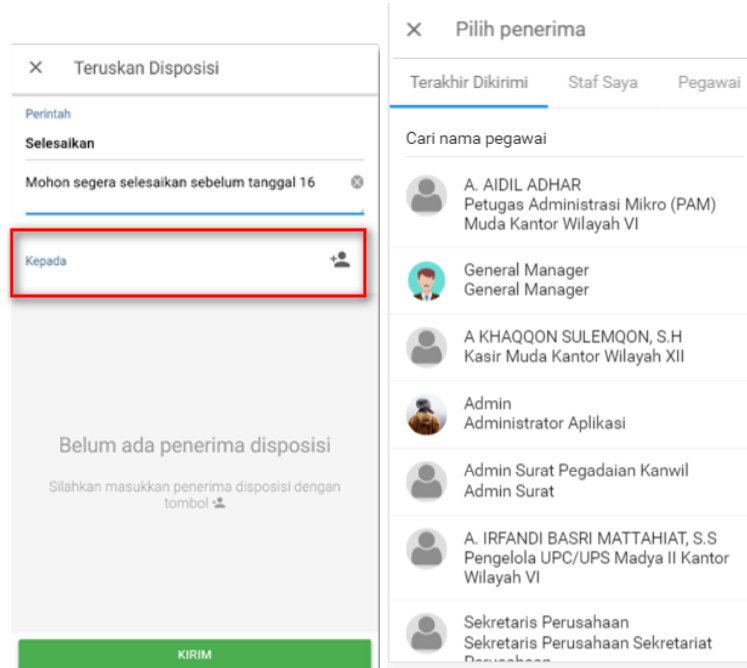 Teruskan Disposisi
Perintah
Selesaikan
Mohon segera selesaikan sebelum tanggal 16
Kepada
Belum ada penerima disposisi
Silahkan masukkan penerima disposisi dengan
tombol
KIRIM
Pilih penerima
Terakhir Dikirimi Staf Saya Pegawai
Cari nama pegawai
A. AIDIL ADHAR
Petugas Administrasi Mikro (PAM)
Muda Kantor Wilayah VI
General Manager
General Manager
A KHAQQON SULEMQON, S.H
Kasir Muda Kantor Wilayah XII
Admin
Administrator Aplikasi
Admin Surat Pegadaian Kanwil
Admin Surat
A. IRFANDI BASRI MATTAHIAT, S.S
Pengelola UPC/UPS Madya II Kantor
Wilayah VI
Sekretaris Perusahaan
Sekretaris Perusahaan Sekretariat
Perusahaan